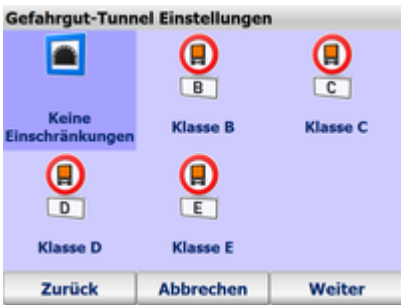 Gefahrgut-Tunnel Einstellungen
B
C
Keine
Einschränkungen
Klasse B
Klasse C
D
E
Klasse D
Klasse E
Zurück
Abbrechen
Weiter